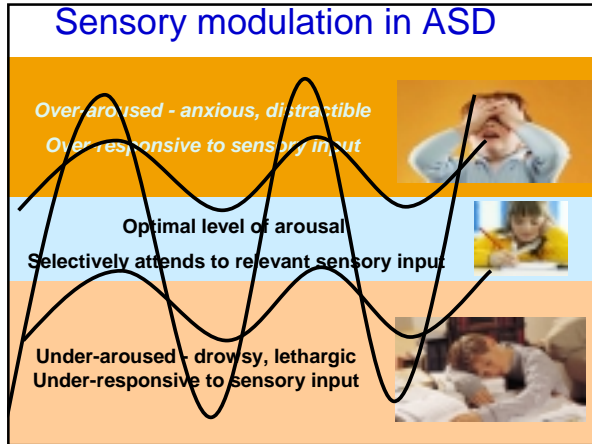 Sensory modulation in ASD
Over-aroused - anxious, distractible
Over-responsive to sensory input
Optimal level of arousal
Selectively attends to relevant sensory input
Under-aroused - drowsy, lethargic
Under-responsive to sensory input